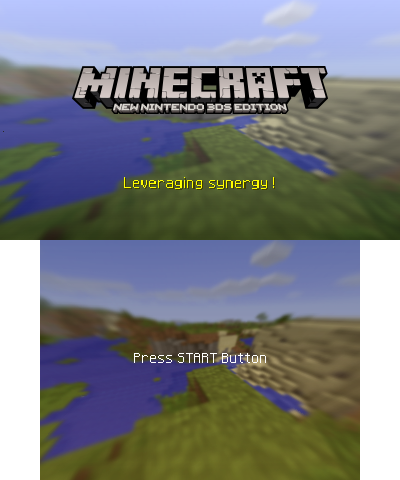 MINECRAFT
NEW NINTENDO 3DS EDITION
Leveraging synergy!
Press START Button